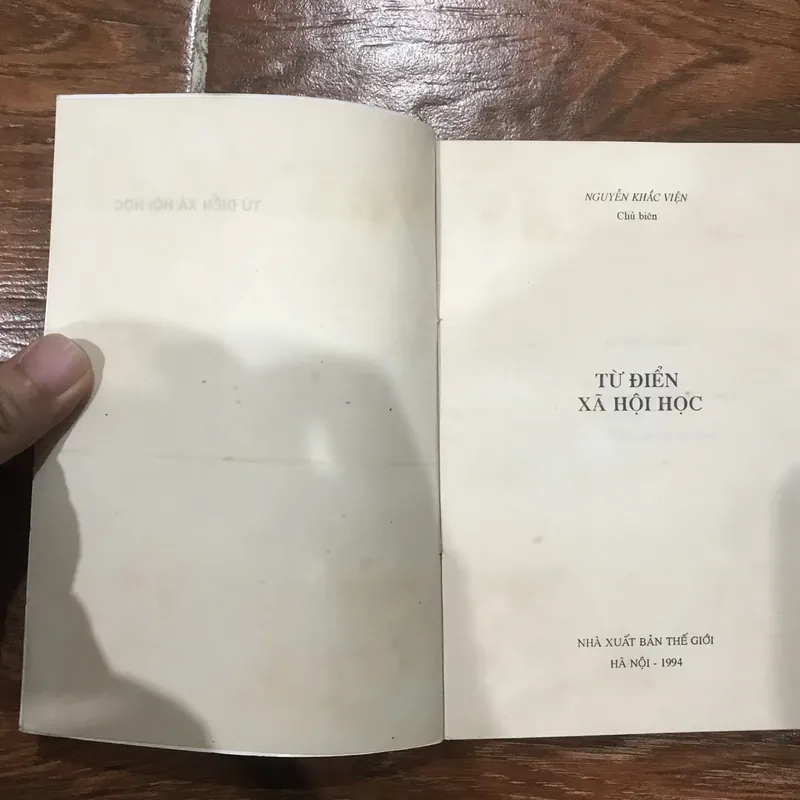 TỪ ĐIỂN XÃ HỘI HỌC
NGUYỄN KHẮC VIỆN
Chủ biên
TỪ ĐIỂN
XÃ HỘI HỌC
NHÀ XUẤT BẢN THẾ GIỚI
HÀ NỘI - 1994